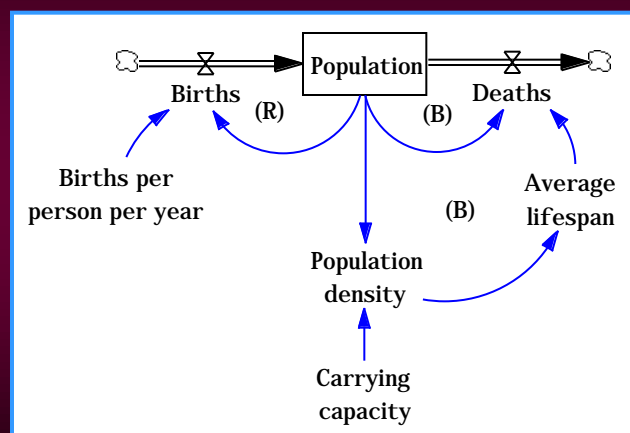 Population
Births
(R)
(B)
Deaths
Births per
person per year
Average
lifespan
(B)
Population
density
Carrying
capacity